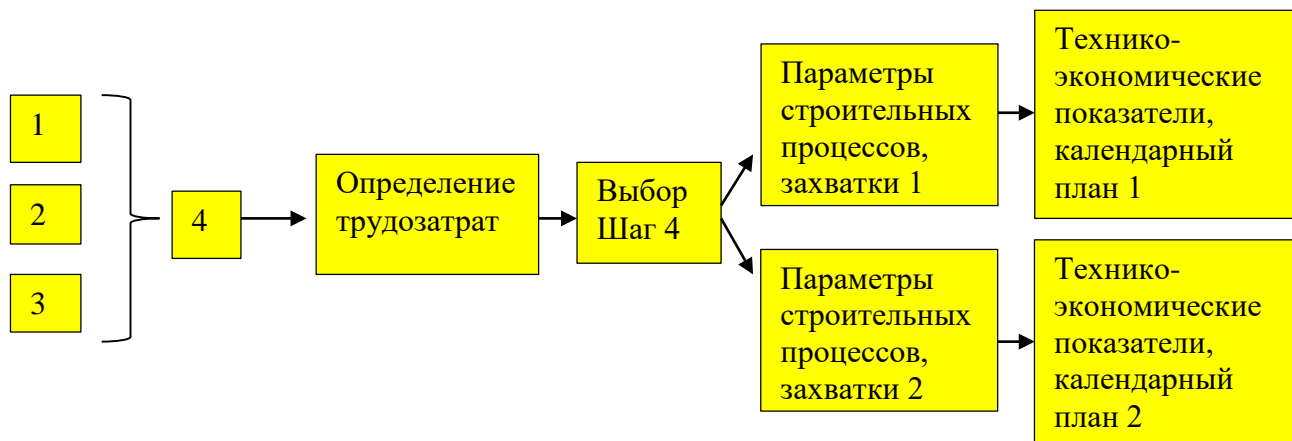 1
2
3
4
Определение
трудозатрат
Выбор
Шаг 4
Параметры
строительных
процессов,
захватки 1
Технико-
экономические
показатели,
календарный
план 1
Параметры
строительных
процессов,
захватки 2
Технико-
экономические
показатели,
календарный
план 2